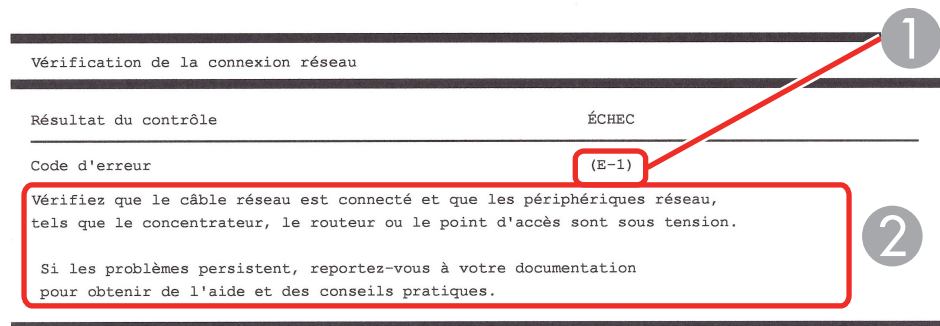 1
Vérification de la connexion réseau
Résultat du contrôle ÉCHEC
Code d'erreur (E-1)
Vérifiez que le câble réseau est connecté et que les périphériques réseau,
tels que le concentrateur, le routeur ou le point d'accès sont sous tension.
2
Si les problèmes persistent, reportez-vous à votre documentation
pour obtenir de l'aide et des conseils pratiques.